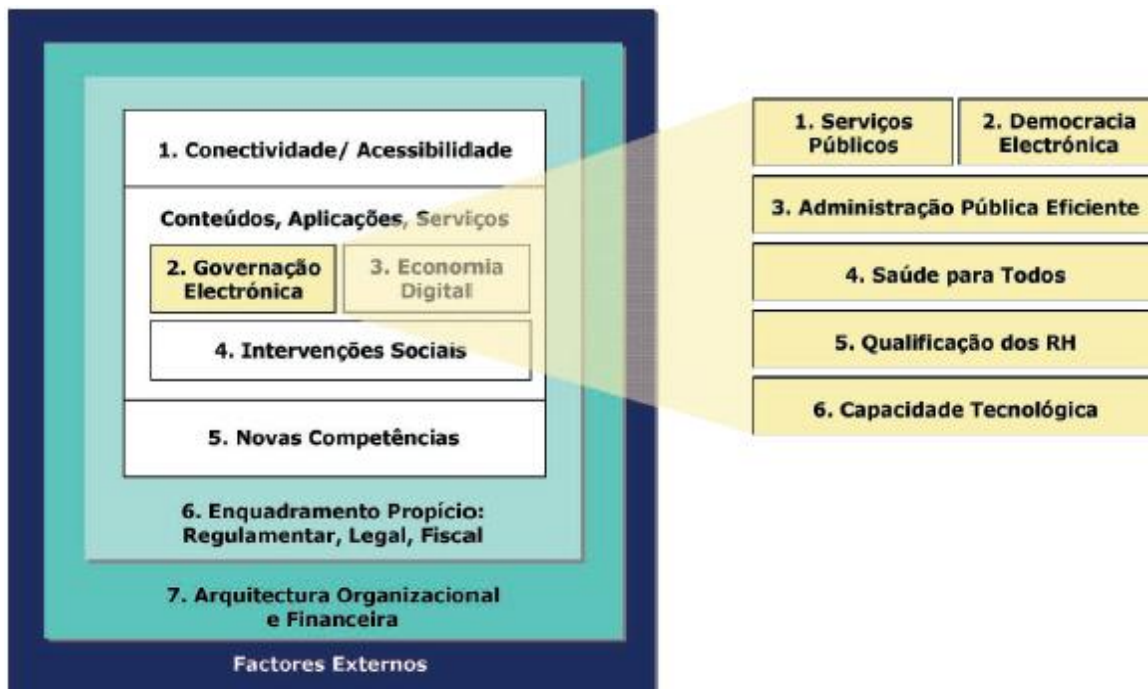 1. Conectividade/ Acessibilidade
Conteúdos, Aplicações, Serviços
2. Governação
Electrónica
3. Economia
Digital
4. Intervenções Sociais
5. Novas Competências
6. Enquadramento Propício:
Regulamentar, Legal, Fiscal
7. Arquitectura Organizacional
e Financeira
Factores Externos
1. Serviços
Públicos
2. Democracia
Electrónica
3. Administração Pública Eficiente
4. Saúde para Todos
5. Qualificação dos RH
6. Capacidade Tecnológica